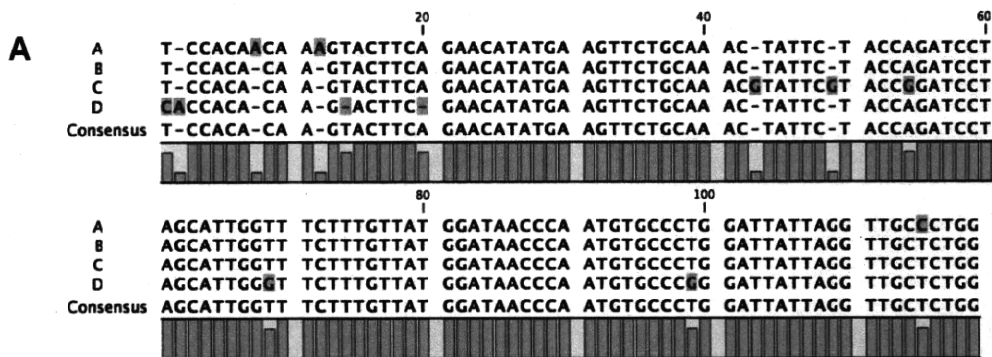 A
20 40 60
A T-CCACAACA AAGTACTTCA GAACATATGA AGTTCTGCAA AC-TATTC-T ACCAGATCCT
B T-CCACA-CA A-GTACTTCA GAACATATGA AGTTCTGCAA AC-TATTC-T ACCAGATCCT
C T-CCACA-CA A-GTACTTCA GAACATATGA AGTTCTGCAA ACGTATTCGT ACCGGATCCT
D CACCACA-CA A-G-ACTTC- GAACATATGA AGTTCTGCAA AC-TATTC-T ACCAGATCCT
Consensus T-CCACA-CA A-GTACTTCA GAACATATGA AGTTCTGCAA AC-TATTC-T ACCAGATCCT
80 100
A AGCATTGGTT TCTTTGTTAT GGATAACCCA ATGTGCCCTG GATTATTAGG TTGCCCTGG
B AGCATTGGTT TCTTTGTTAT GGATAACCCA ATGTGCCCTG GATTATTAGG TTGCTCTGG
C AGCATTGGTT TCTTTGTTAT GGATAACCCA ATGTGCCCTG GATTATTAGG TTGCTCTGG
D AGCATTGGGT TCTTTGTTAT GGATAACCCA ATGTGCCCGG GATTATTAGG TTGCTCTGG
Consensus AGCATTGGTT TCTTTGTTAT GGATAACCCA ATGTGCCCTG GATTATTAGG TTGCTCTGG